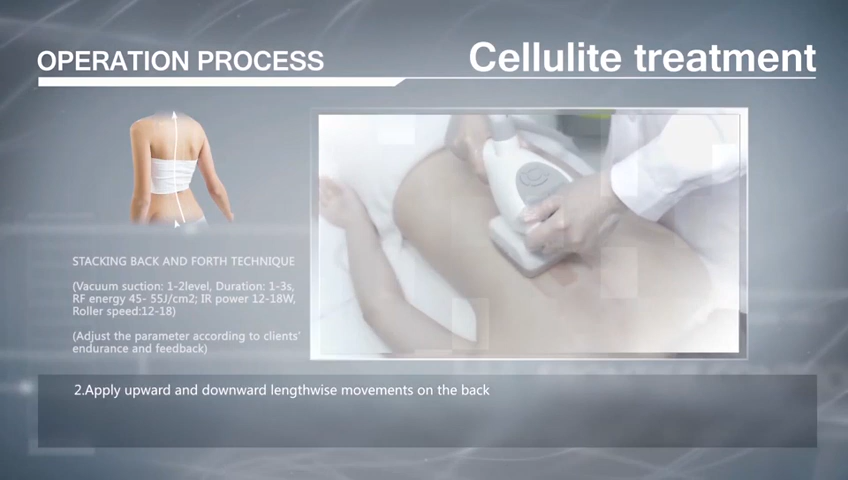 OPERATION PROCESS
Cellulite treatment
STACKING BACK AND FORTH TECHNIQUE
(Vacuum suction: 1-2level, Duration: 1-3s,
RF energy 45- 55J/cm2; IR power 12-18W,
Roller speed:12-18)
(Adjust the parameter according to clients'
endurance and feedback)
2.Apply upward and downward lengthwise movements on the back